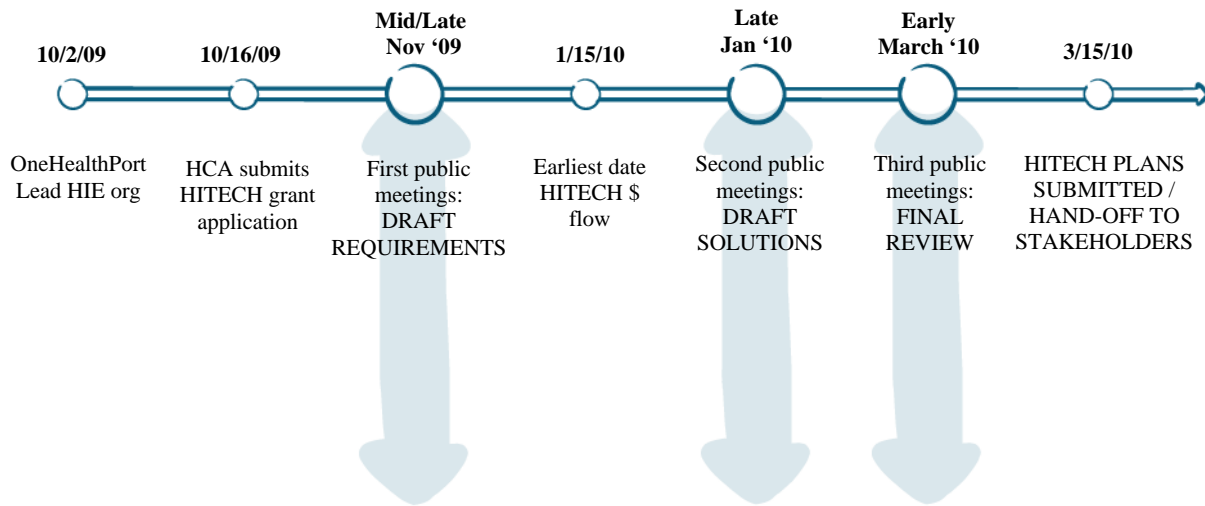 10/2/09
OneHealthPort
Lead HIE org
10/16/09
HCA submits
HITECH grant
application
Mid/Late
Nov ‘09
First public
meetings:
DRAFT
REQUIREMENTS
1/15/10
Earliest date
HITECH $
flow
Late
Jan ‘10
Second public
meetings:
DRAFT
SOLUTIONS
Early
March ‘10
Third public
meetings:
FINAL
REVIEW
3/15/10
HITECH PLANS
SUBMITTED /
HAND-OFF TO
STAKEHOLDERS